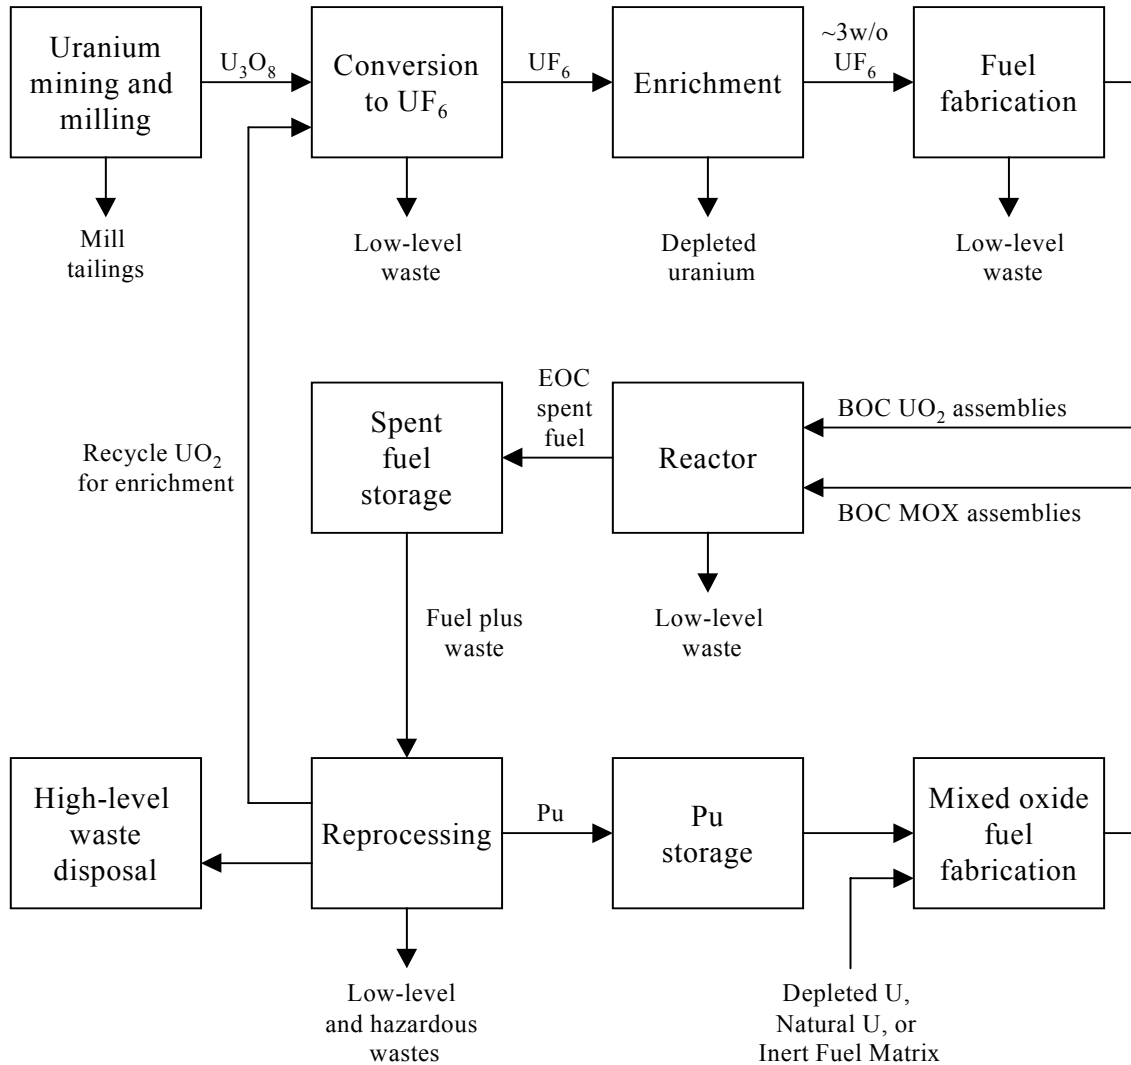 Uranium
mining and
milling
U₃O₈
Conversion
to UF₆
UF₆
Enrichment
~3w/o
UF₆
Fuel
fabrication
Mill
tailings
Low-level
waste
Depleted
uranium
Low-level
waste
Recycle UO₂
for enrichment
Spent
fuel
storage
EOC
spent
fuel
Reactor
BOC UO₂ assemblies
BOC MOX assemblies
Fuel plus
waste
Low-level
waste
High-level
waste
disposal
Reprocessing
Pu
Pu
storage
Mixed oxide
fuel
fabrication
Low-level
and hazardous
wastes
Depleted U,
Natural U, or
Inert Fuel Matrix